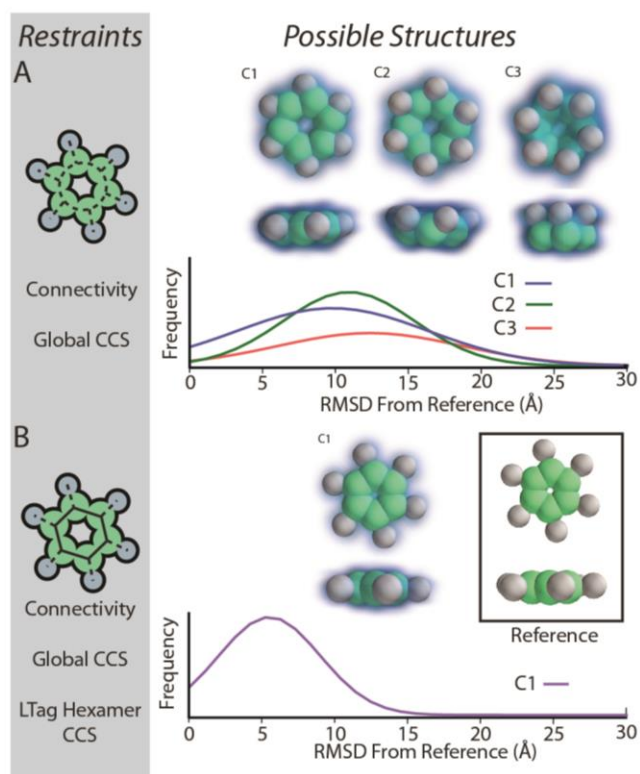 Restraints
Possible Structures
A
C1
C2
C3
Connectivity
Global CCS
Frequency
C1
C2
C3
0 5 10 15 20 25 30
RMSD From Reference (Å)
B
C1
Connectivity
Global CCS
LTag Hexamer
CCS
Reference
Frequency
C1
0 5 10 15 20 25 30
RMSD From Reference (Å)